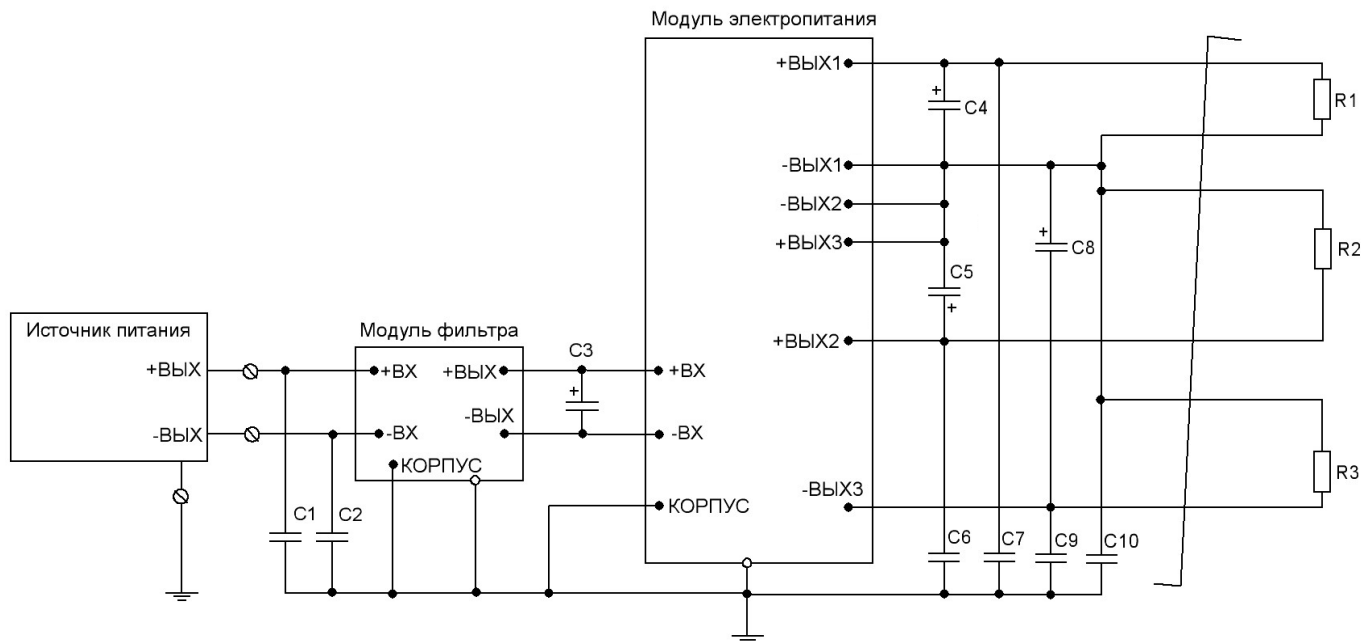 Модуль электропитания
+ВЫХ1
+
C4
R1
-ВЫХ1
-ВЫХ2
+
C8
R2
+ВЫХ3
C5
+
Источник питания
Модуль фильтра
+ВЫХ2
C3
+ВЫХ
+ВХ
+ВЫХ
+ВХ
+
-ВЫХ
-ВЫХ
-ВХ
-ВХ
КОРПУС
R3
-ВЫХ3
КОРПУС
C1
C2
C6
C7
C9
C10